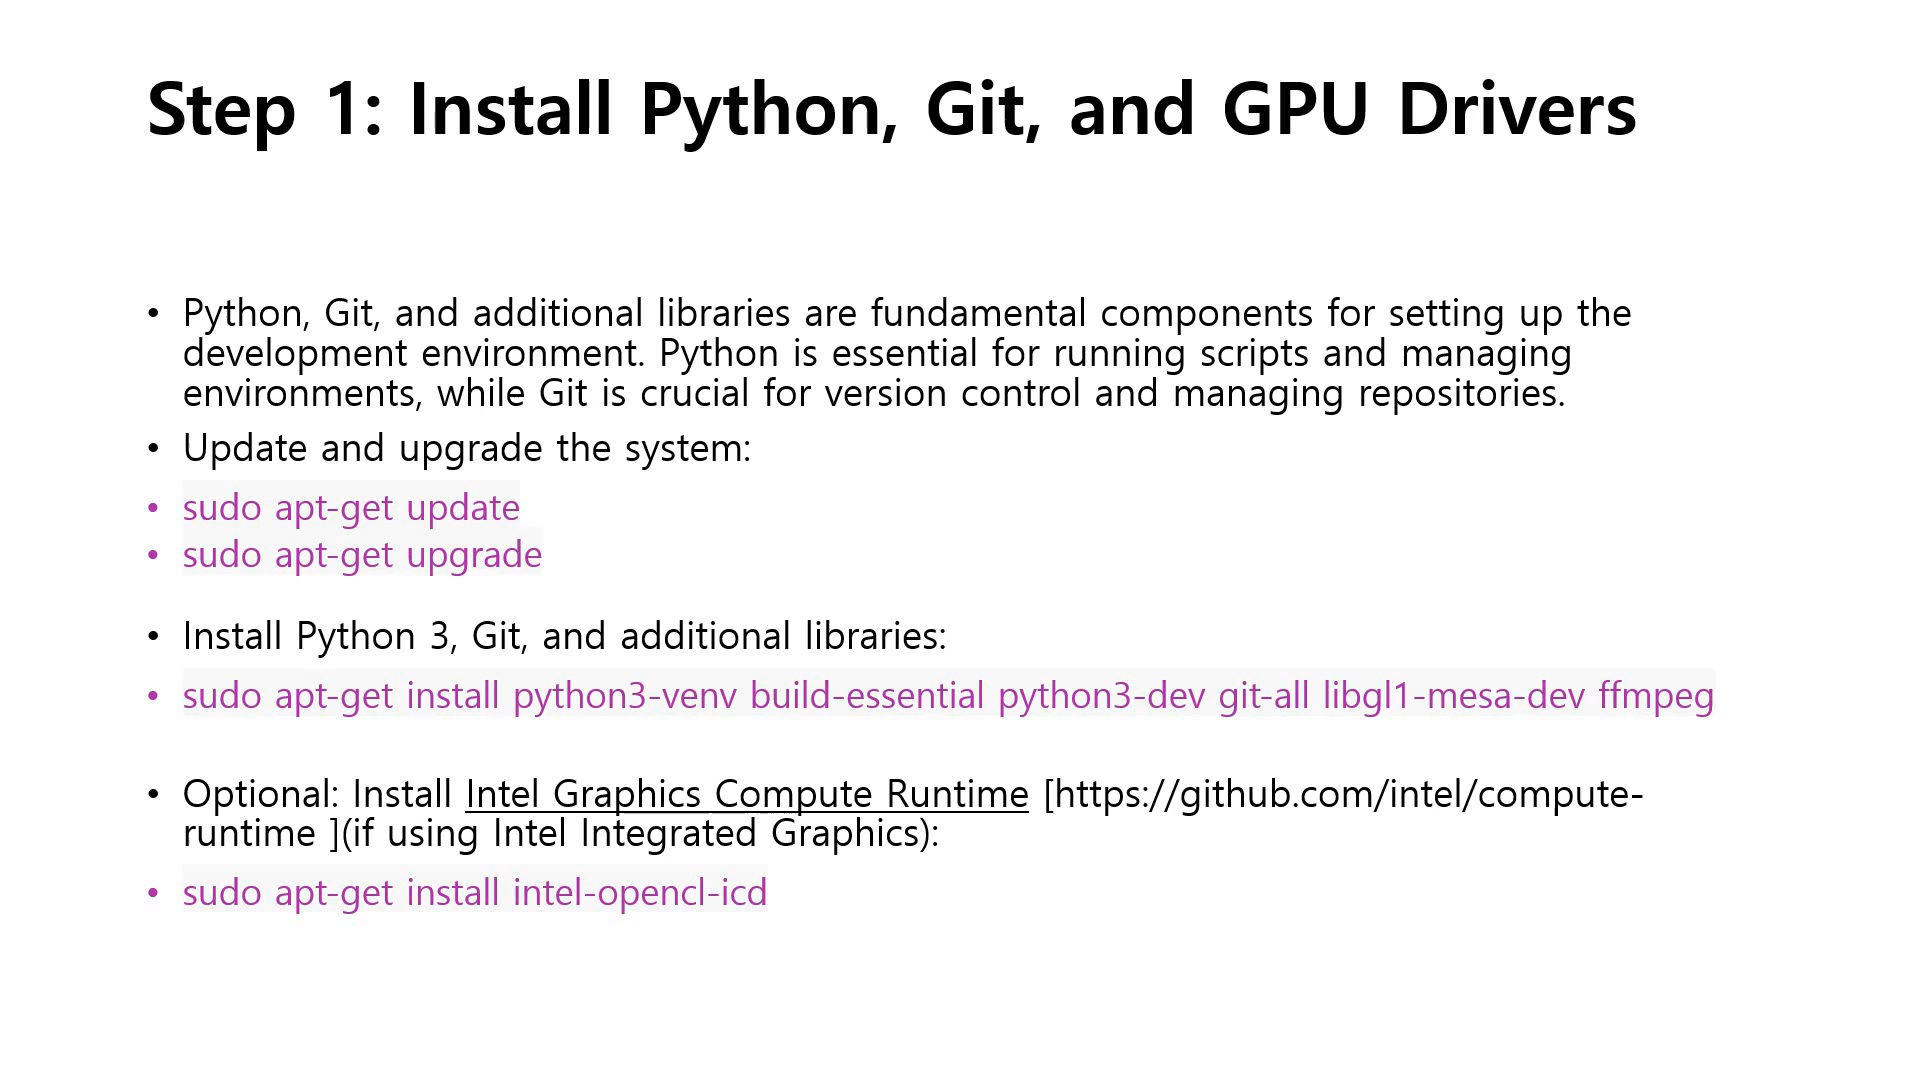 Step 1: Install Python, Git, and GPU Drivers
• Python, Git, and additional libraries are fundamental components for setting up the
development environment. Python is essential for running scripts and managing
environments, while Git is crucial for version control and managing repositories.
• Update and upgrade the system:
• sudo apt-get update
• sudo apt-get upgrade
• Install Python 3, Git, and additional libraries:
• sudo apt-get install python3-venv build-essential python3-dev git-all libgl1-mesa-dev ffmpeg
• Optional: Install Intel Graphics Compute Runtime [https://github.com/intel/compute-
runtime ](if using Intel Integrated Graphics):
• sudo apt-get install intel-opencl-icd